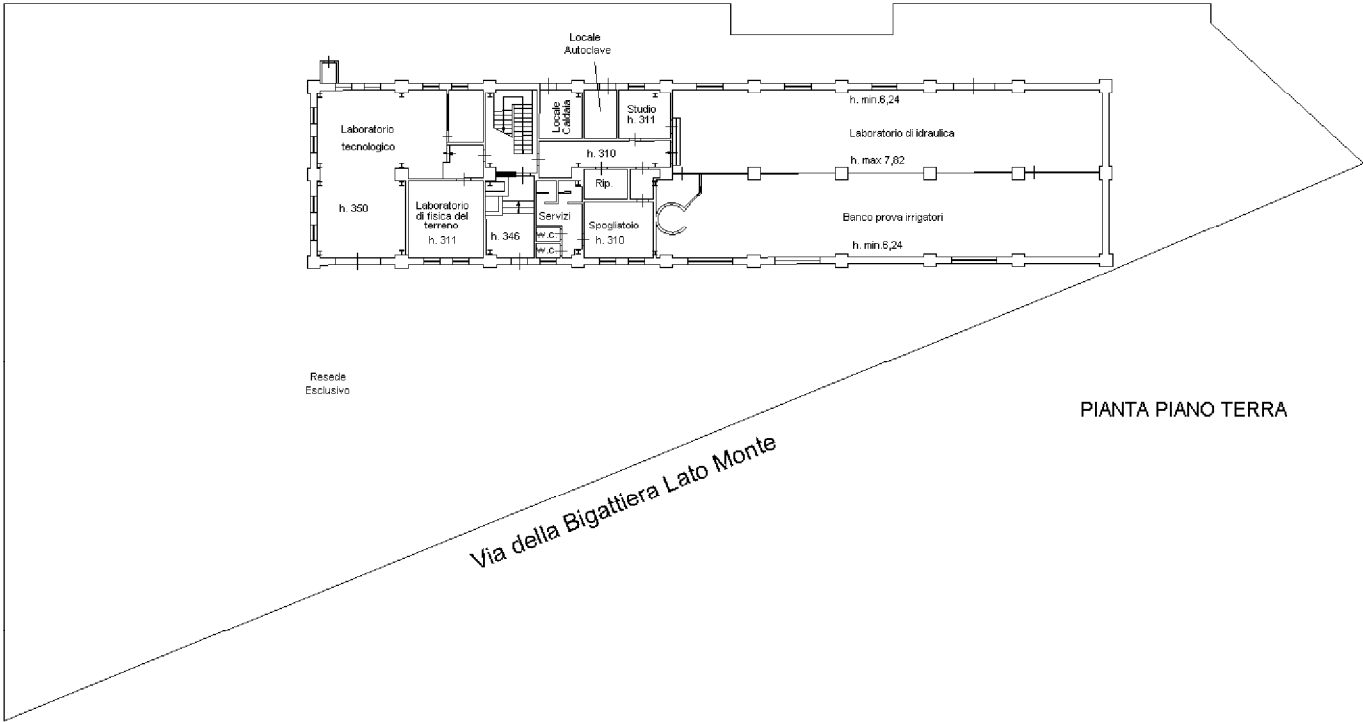 Locale
Autoclave
Laboratorio
tecnologico
h. 350
Laboratorio
di fisica del
terreno
h. 311
h. 346
Locale
Caldaia
Studio
h. 311
h. 310
Rip.
Servizi
w.c.
w.c.
Spogliatoio
h. 310
h. min.6,24
Laboratorio di idraulica
h. max 7,82
Banco prova irrigatori
h. min.6,24
Resede
Esclusivo
PIANTA PIANO TERRA
Via della Bigattiera Lato Monte